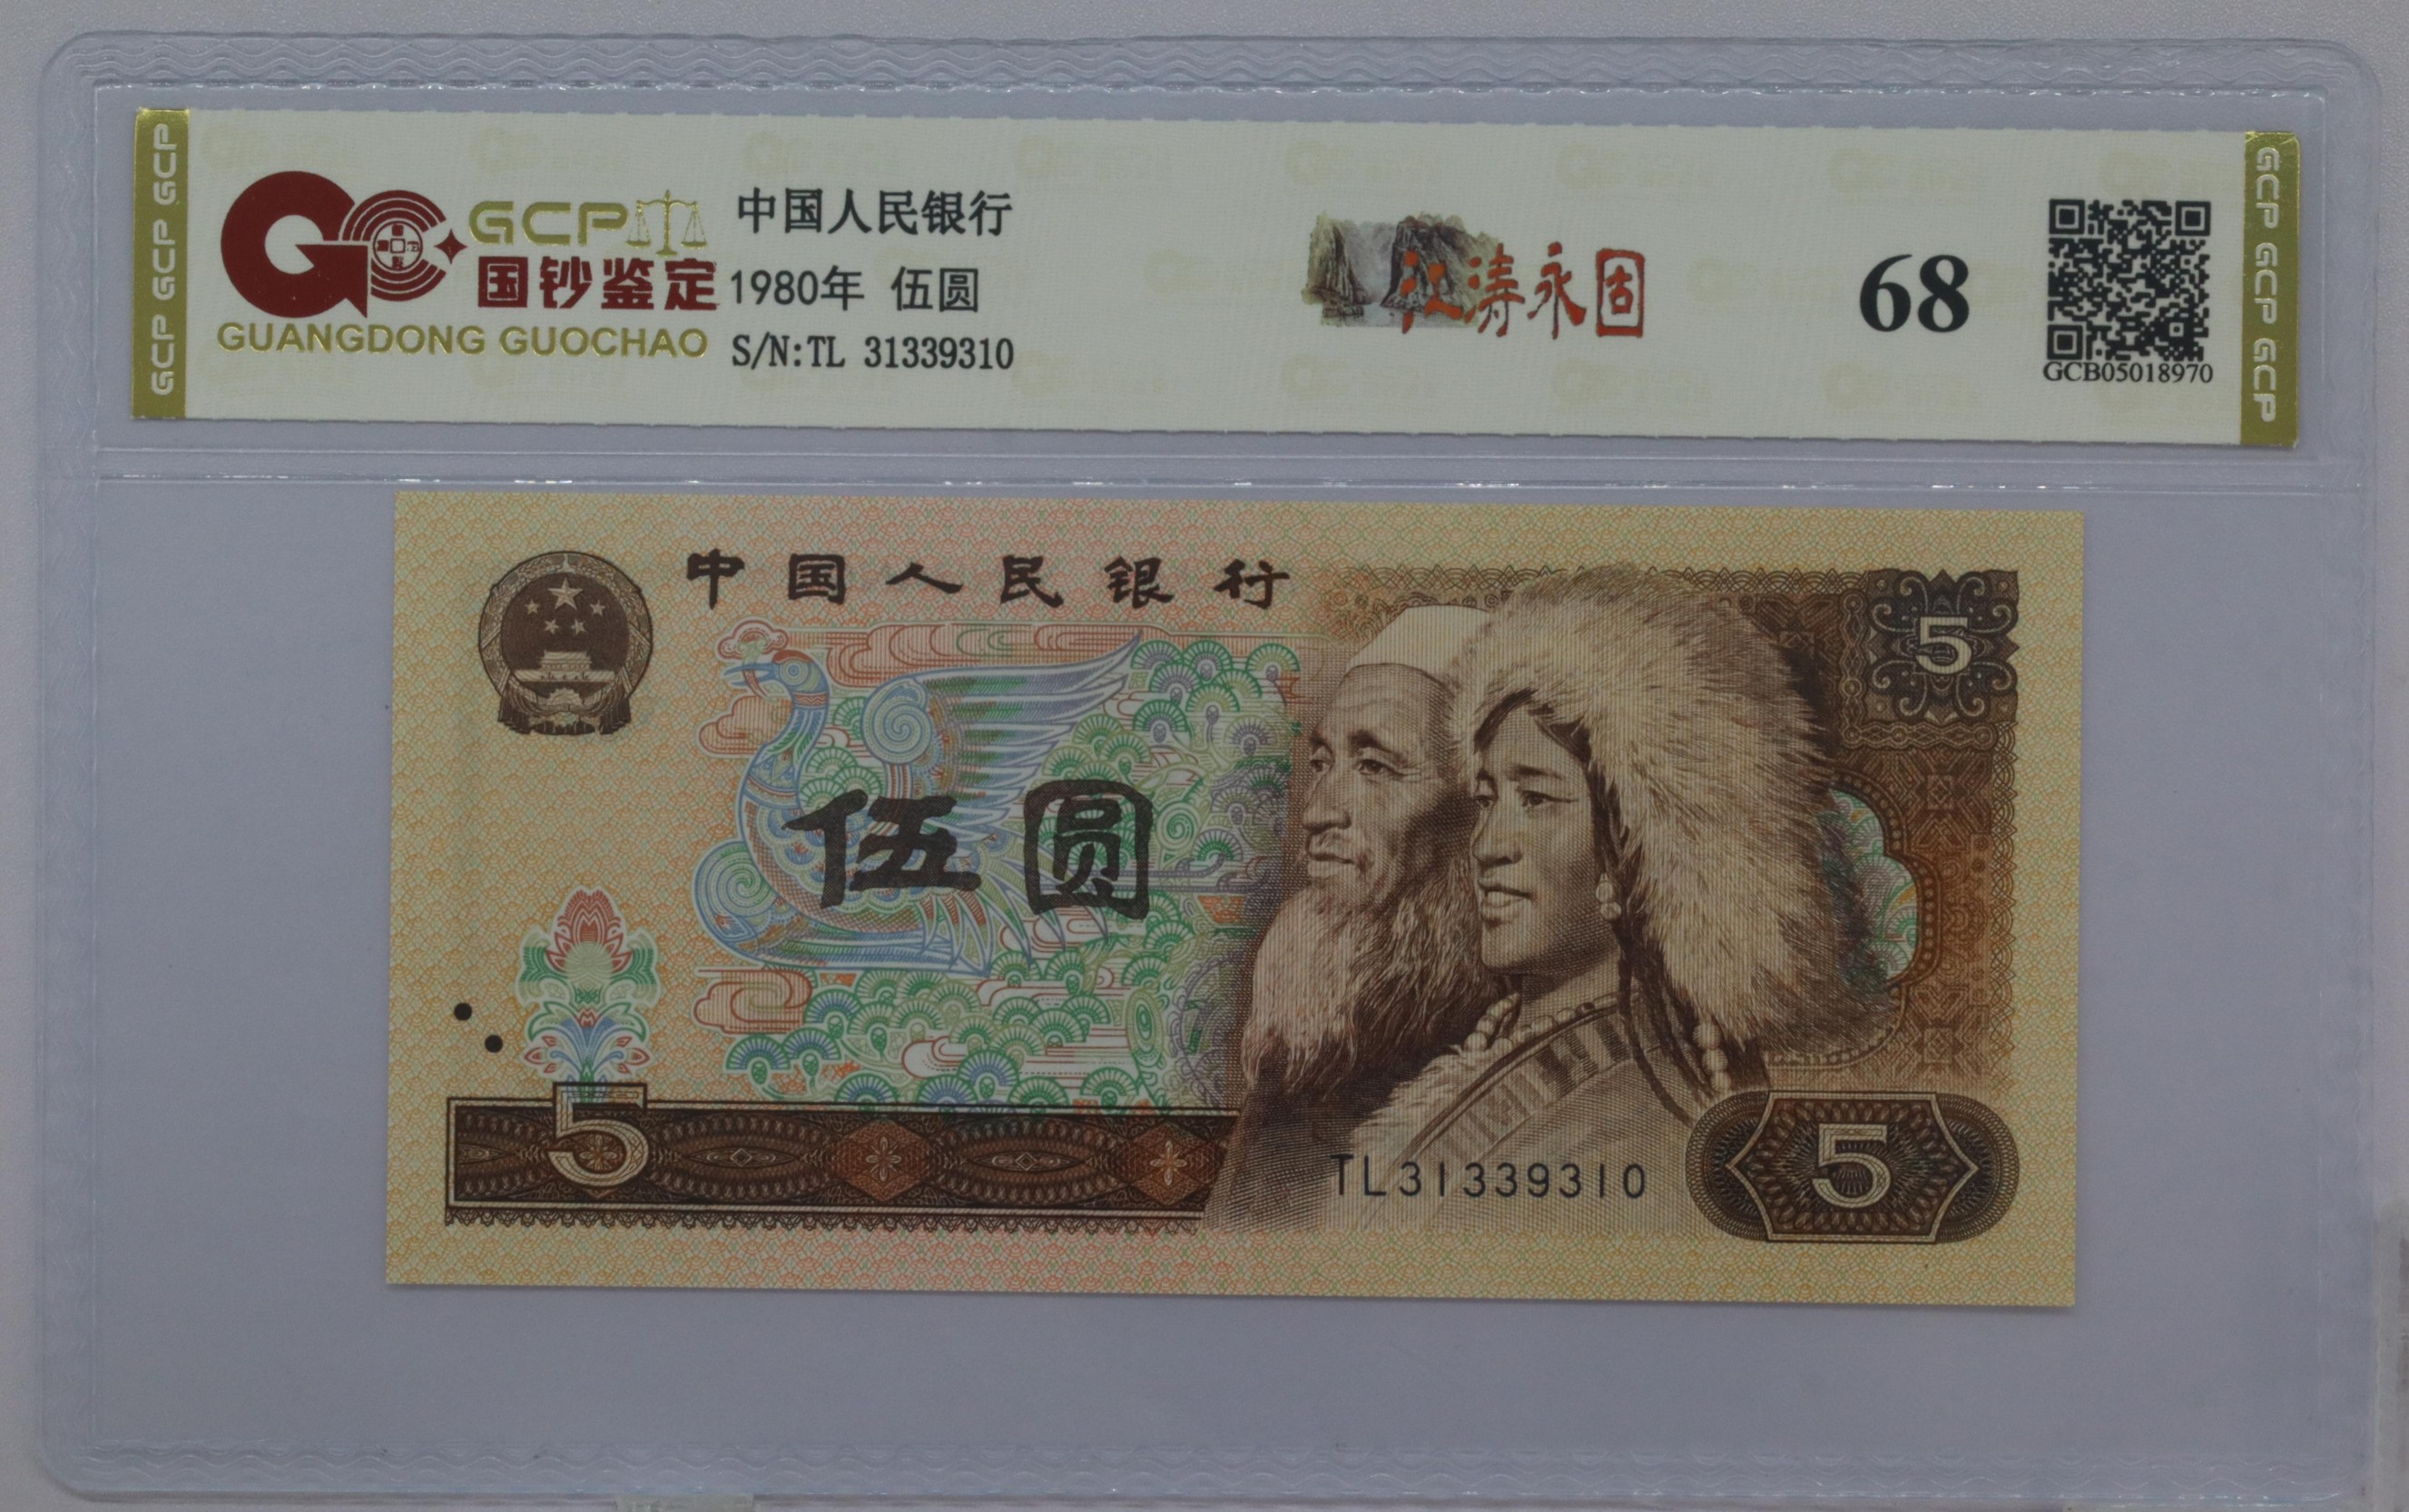 GCP GCP GCP
GCP
国钞鉴定
GUANGDONG GUOCHAO
中国人民银行
1980年 伍圆
S/N:TL 31339310
江涛永固
68
GCB05018970
GCP GCP GCP
中国人民银行
5
伍圆
5
TL31339310
5